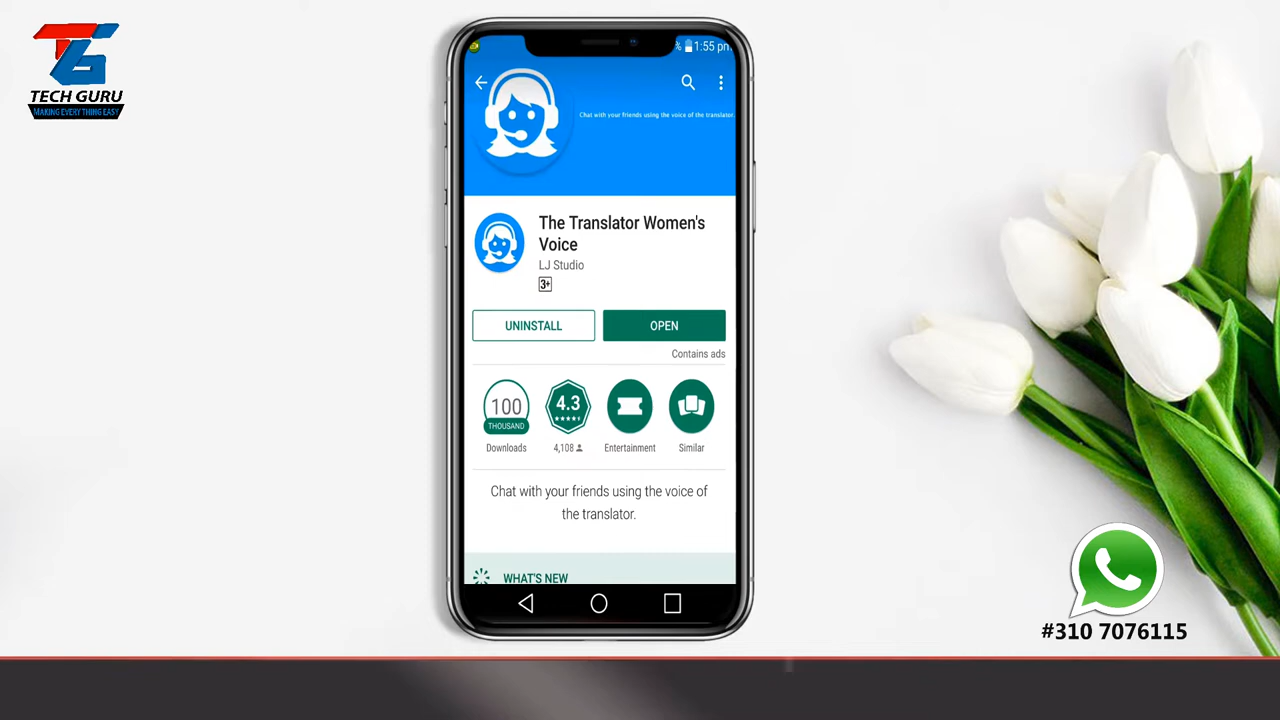 TECH GURU
MAKING EVERYTHING EASY
% 1:55 pm
Chat with your friends using the voice of the translator.
The Translator Women's
Voice
LJ Studio
3+
UNINSTALL
OPEN
Contains ads
100
THOUSAND
4.3
Downloads
4,108
Entertainment
Similar
Chat with your friends using the voice of
the translator.
WHAT'S NEW
#310 7076115